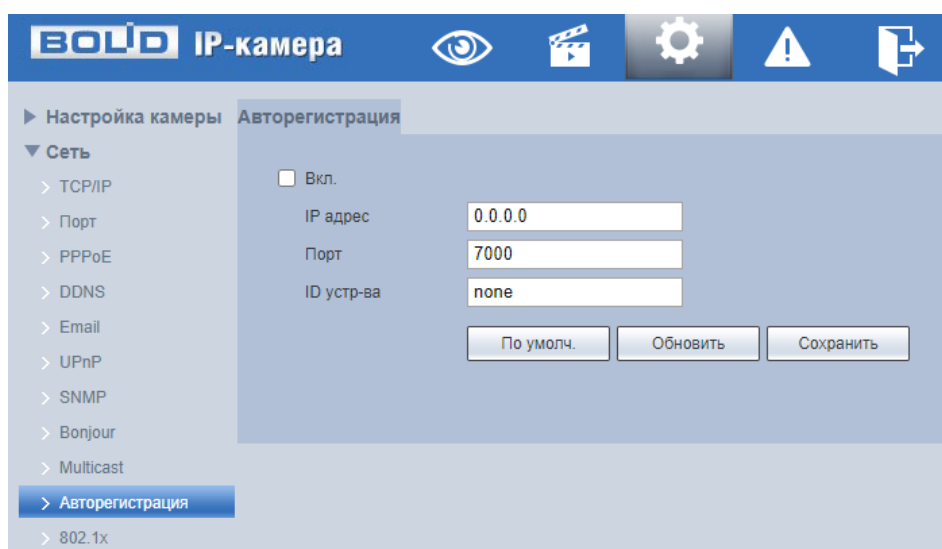 BOLID IP-камера
Настройка камеры
Сеть
TCP/IP
Порт
PPPoE
DDNS
Email
UPnP
SNMP
Bonjour
Multicast
Авторегистрация
802.1x
Авторегистрация
Вкл.
IP адрес 0.0.0.0
Порт 7000
ID устр-ва none
По умолч. Обновить Сохранить